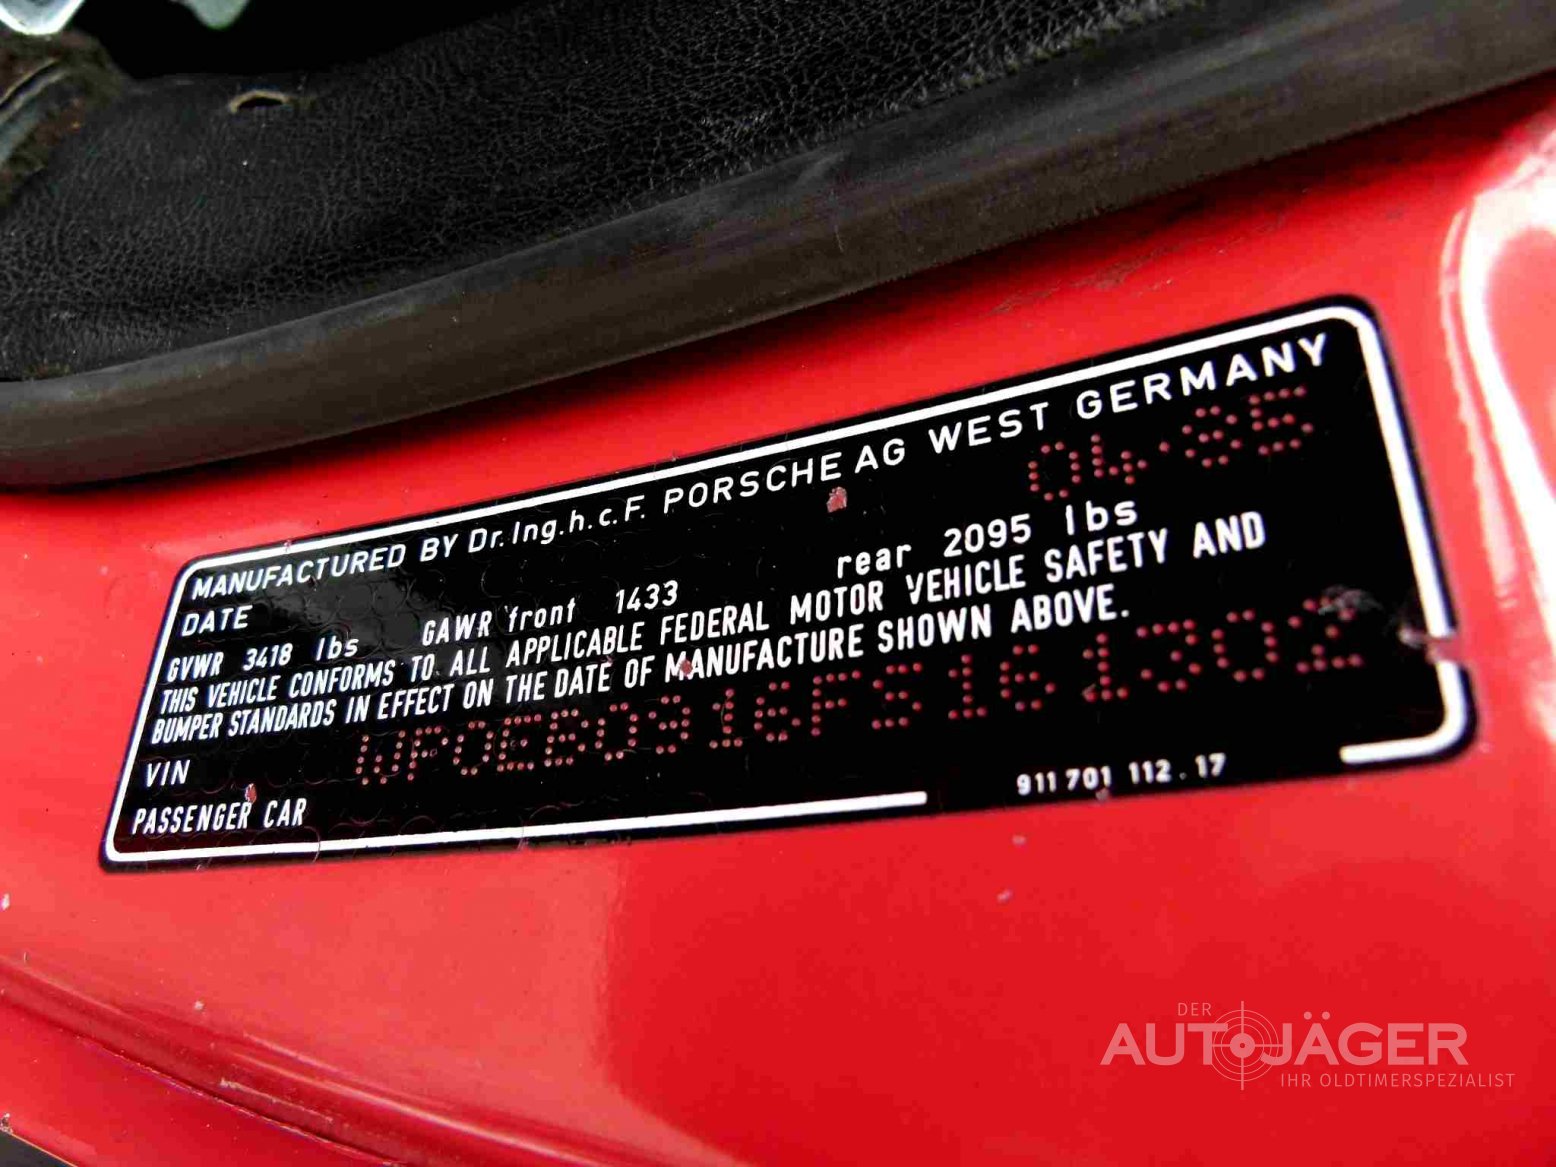 MANUFACTURED BY Dr.Ing.h.c.F. PORSCHE AG WEST GERMANY
DATE 04·85
GVWR 3418 lbs GAWR front 1433 rear 2095 lbs
THIS VEHICLE CONFORMS TO ALL APPLICABLE FEDERAL MOTOR VEHICLE SAFETY AND
BUMPER STANDARDS IN EFFECT ON THE DATE OF MANUFACTURE SHOWN ABOVE.
VIN WP0EB0916FS161302
PASSENGER CAR
911 701 112.17
DER
AUTOJÄGER
IHR OLDTIMERSPEZIALIST